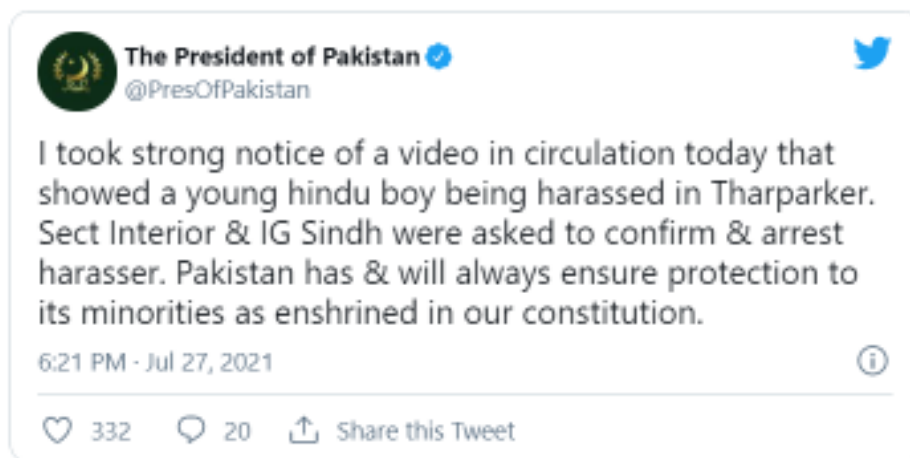 The President of Pakistan
@PresOfPakistan
I took strong notice of a video in circulation today that
showed a young hindu boy being harassed in Tharparker.
Sect Interior & IG Sindh were asked to confirm & arrest
harasser. Pakistan has & will always ensure protection to
its minorities as enshrined in our constitution.
6:21 PM · Jul 27, 2021
332 20 Share this Tweet